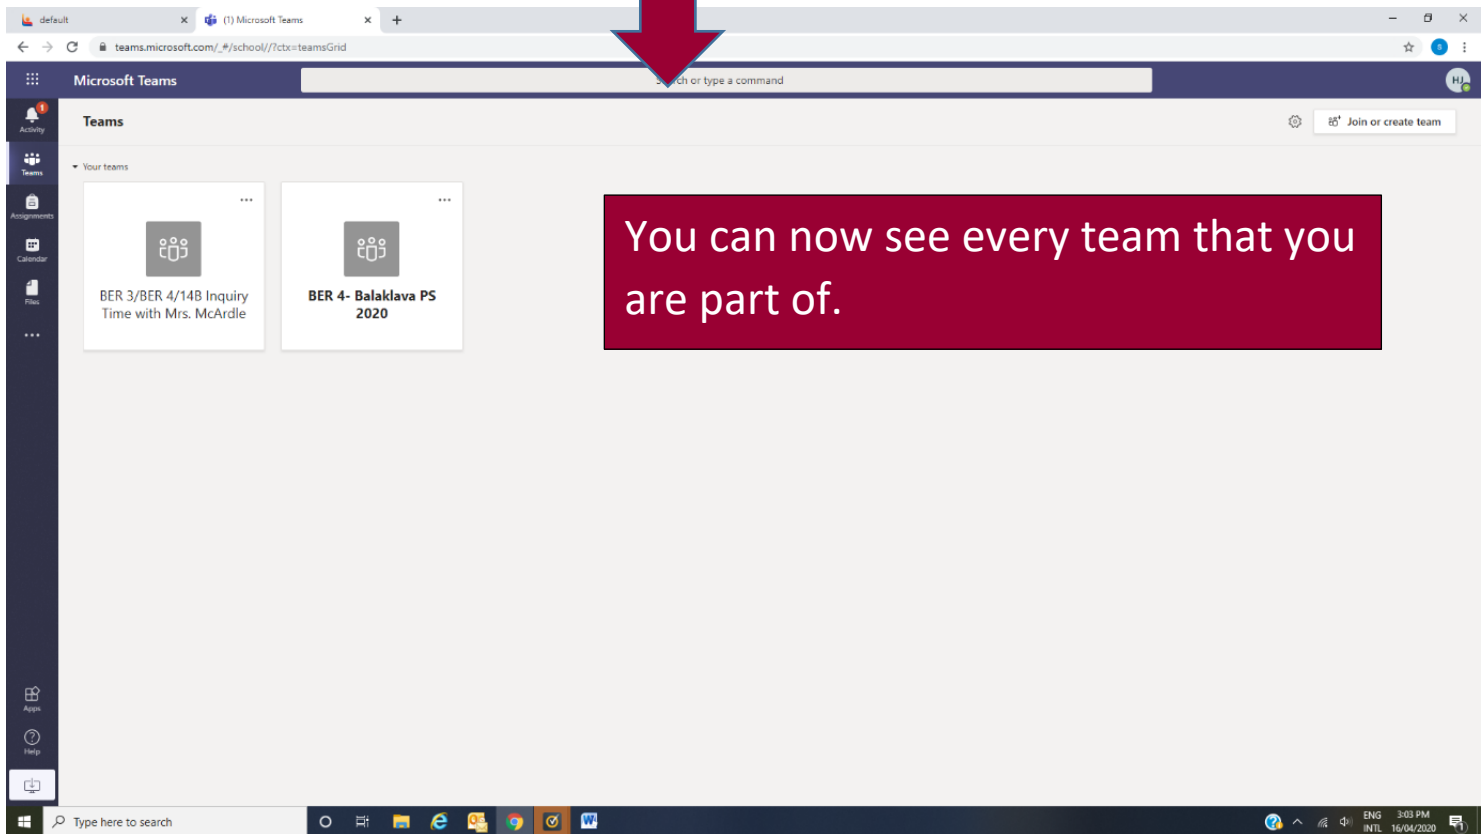 default
(1) Microsoft Teams
teams.microsoft.com/_#/school//?ctx=teamsGrid
S
Microsoft Teams
or type a command
HJ
1
Activity
Teams
Join or create team
Teams
Your teams
Assignments
Calendar
Files
BER 3/BER 4/14B Inquiry
Time with Mrs. McArdle
BER 4- Balaklava PS
2020
You can now see every team that you
are part of.
Apps
Help
Type here to search
ENG
INTL
3:03 PM
16/04/2020